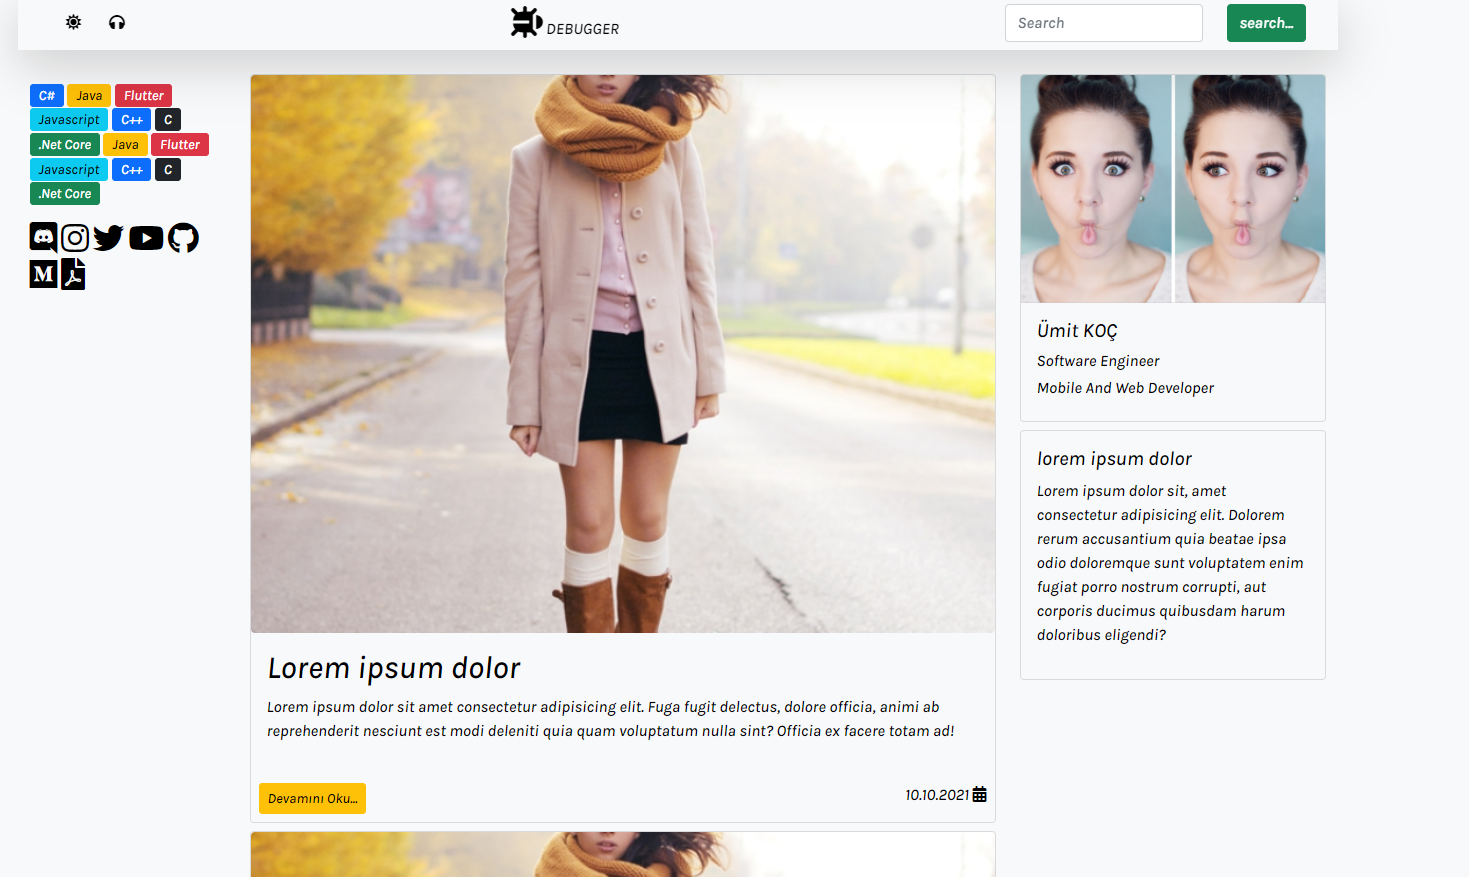 DEBUGGER
Search
search...
C# Java Flutter
Javascript C++ C
.Net Core Java Flutter
Javascript C++ C
.Net Core
M
Lorem ipsum dolor
Lorem ipsum dolor sit amet consectetur adipisicing elit. Fuga fugit delectus, dolore officia, animi ab
reprehenderit nesciunt est modi deleniti quia quam voluptatum nulla sint? Officia ex facere totam ad!
Devamını Oku...
10.10.2021
Ümit KOÇ
Software Engineer
Mobile And Web Developer
lorem ipsum dolor
Lorem ipsum dolor sit, amet
consectetur adipisicing elit. Dolorem
rerum accusantium quia beatae ipsa
odio doloremque sunt voluptatem enim
fugiat porro nostrum corrupti, aut
corporis ducimus quibusdam harum
doloribus eligendi?